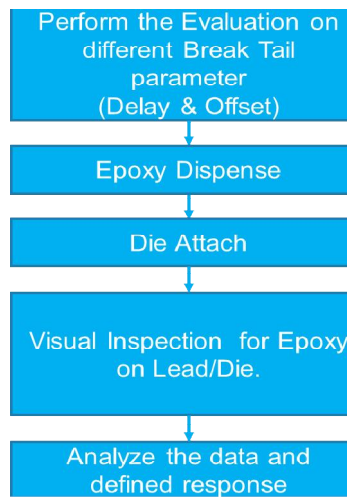 Perform the Evaluation on
different Break Tail
parameter
(Delay & Offset)
Epoxy Dispense
Die Attach
Visual Inspection for Epoxy
on Lead/Die.
Analyze the data and
defined response